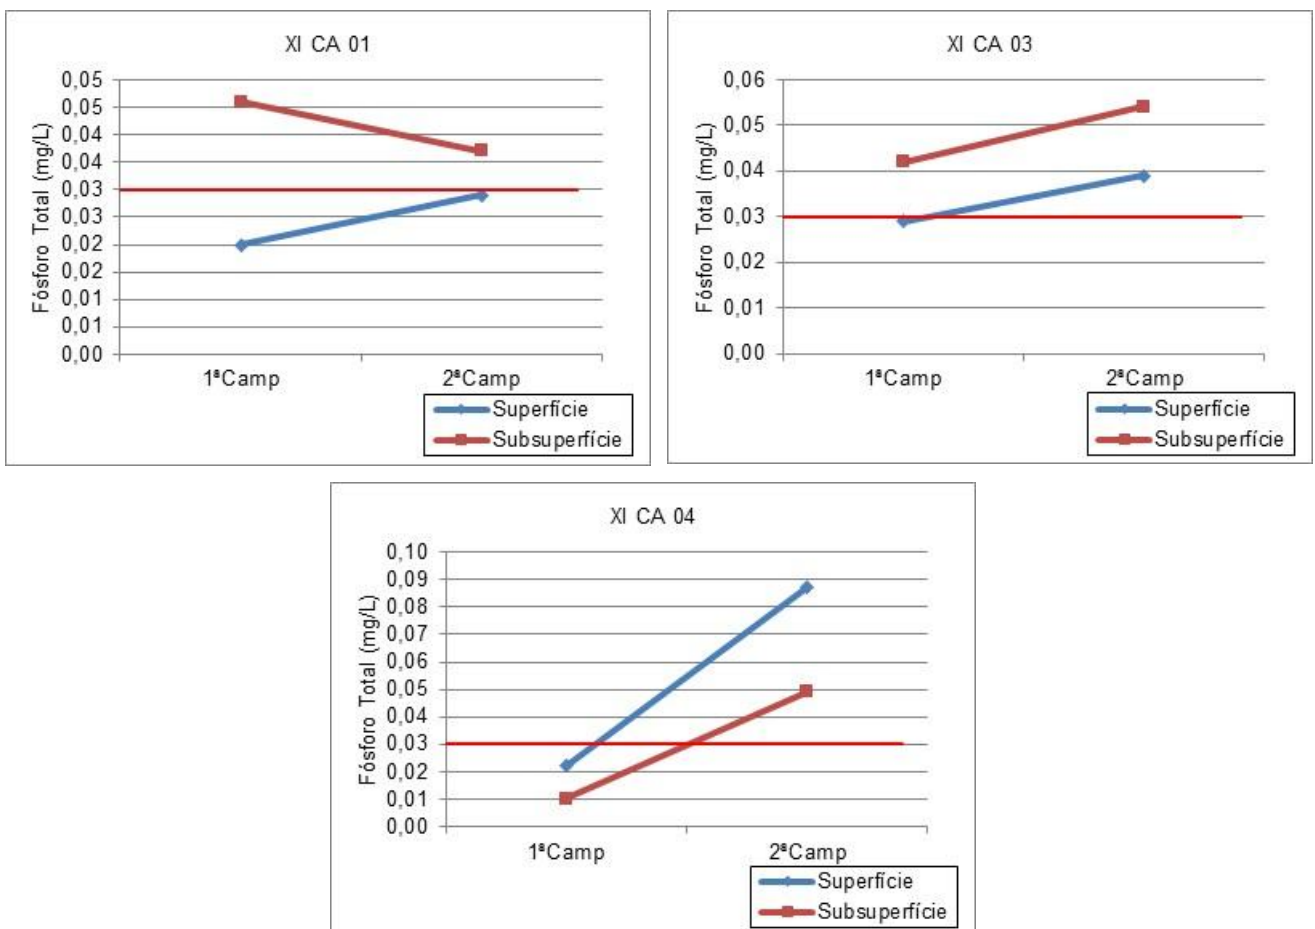 XI CA 01
Fósforo Total (mg/L)
0,05
0,05
0,04
0,04
0,03
0,03
0,02
0,02
0,01
0,01
0,00
1ªCamp 2ªCamp
Superfície
Subsuperfície
XI CA 03
Fósforo Total (mg/L)
0,06
0,05
0,04
0,03
0,02
0,01
0,00
1ªCamp 2ªCamp
Superfície
Subsuperfície
XI CA 04
Fósforo Total (mg/L)
0,10
0,09
0,08
0,07
0,06
0,05
0,04
0,03
0,02
0,01
0,00
1ªCamp 2ªCamp
Superfície
Subsuperfície